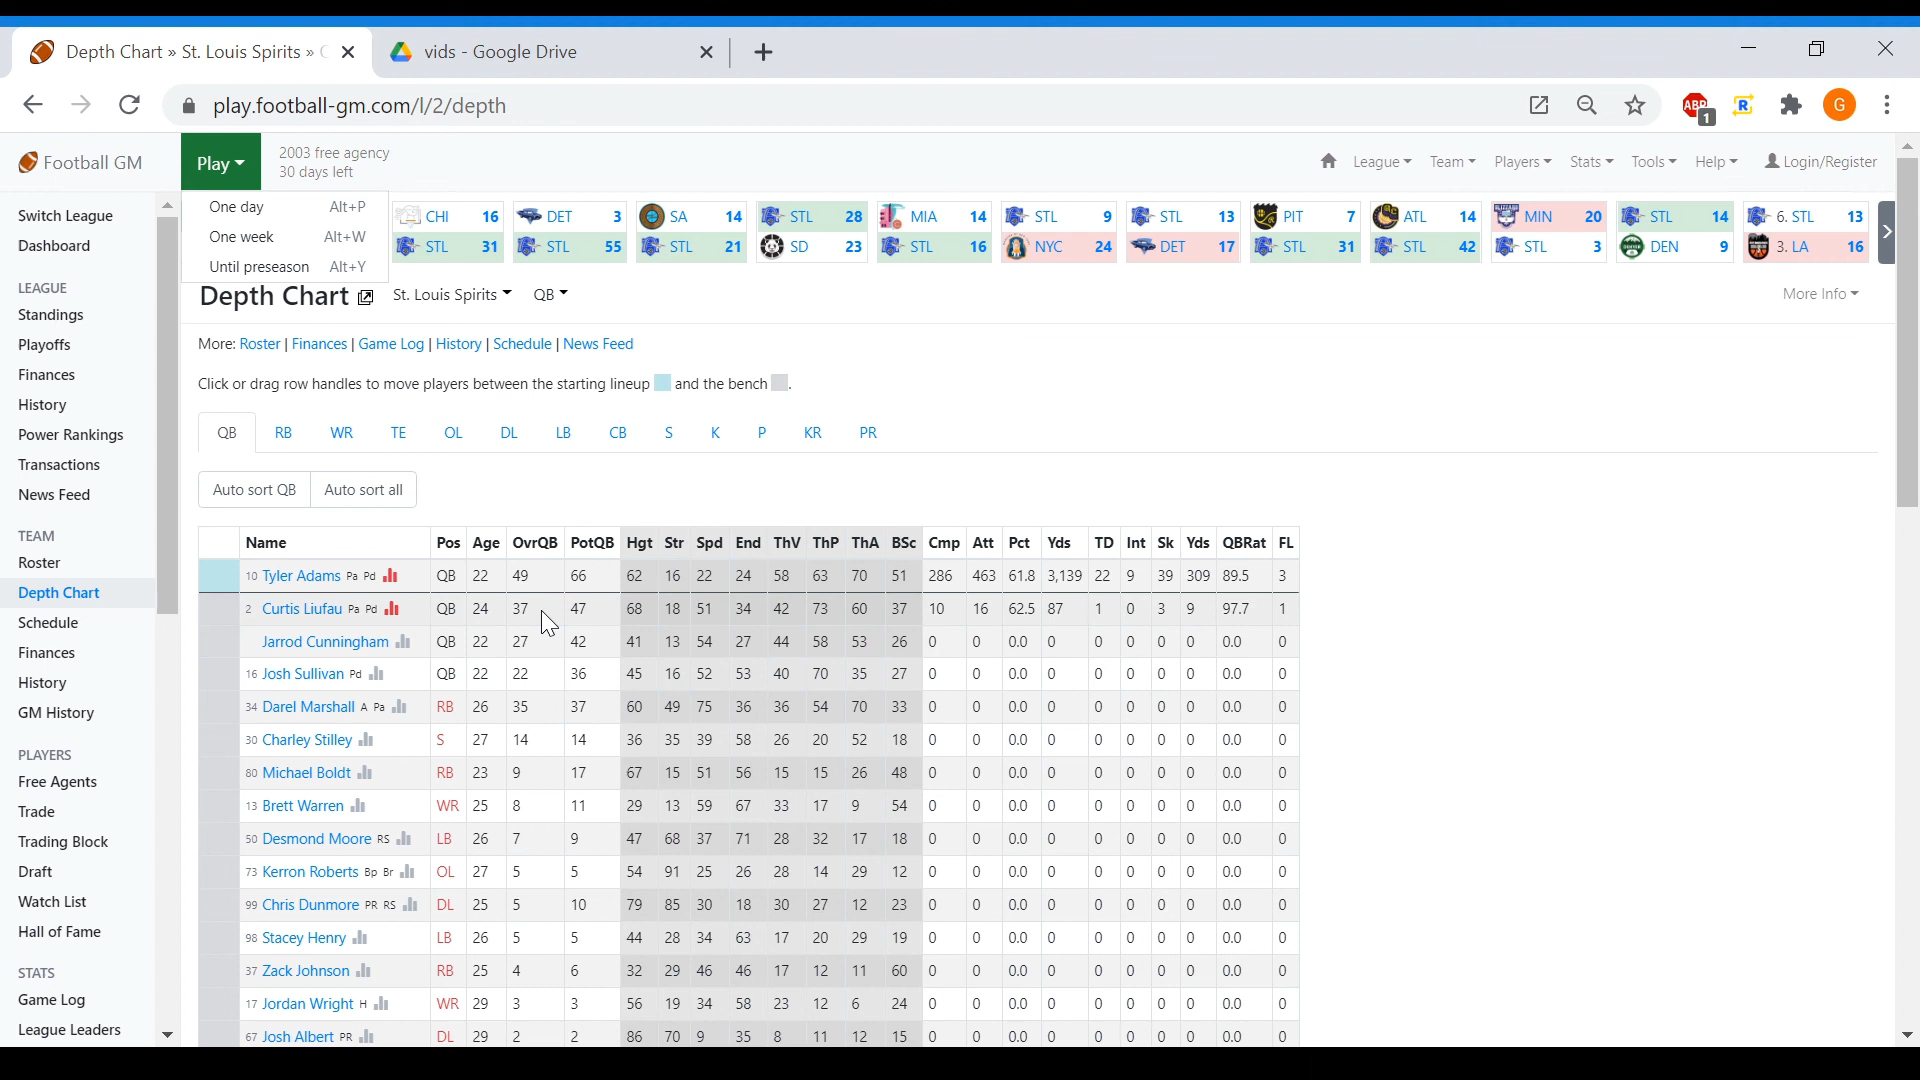 Depth Chart » St. Louis Spirits »
vids - Google Drive
play.football-gm.com/l/2/depth
ABP 1 R G
Football GM
Play
2003 free agency
30 days left
League Team Players Stats Tools Help Login/Register
One day Alt+P
One week Alt+W
Until preseason Alt+Y
CHI 16 DET 3 SA 14 STL 28 MIA 14 STL 9 STL 13 PIT 7 ATL 14 MIN 20 STL 14 6. STL 13
STL 31 STL 55 STL 21 SD 23 STL 16 NYC 24 DET 17 STL 31 STL 42 STL 3 DEN 9 3. LA 16
Switch League
Dashboard
LEAGUE
Standings
Playoffs
Finances
History
Power Rankings
Transactions
News Feed
TEAM
Roster
Depth Chart
Schedule
Finances
History
GM History
PLAYERS
Free Agents
Trade
Trading Block
Draft
Watch List
Hall of Fame
STATS
Game Log
League Leaders
Depth Chart St. Louis Spirits QB More Info
More: Roster | Finances | Game Log | History | Schedule | News Feed
Click or drag row handles to move players between the starting lineup and the bench .
QB RB WR TE OL DL LB CB S K P KR PR
Auto sort QB Auto sort all
Name Pos Age OvrQB PotQB Hgt Str Spd End ThV ThP ThA BSc Cmp Att Pct Yds TD Int Sk Yds QBRat FL
10 Tyler Adams Pa Pd QB 22 49 66 62 16 22 24 58 63 70 51 286 463 61.8 3,139 22 9 39 309 89.5 3
2 Curtis Liufau Pa Pd QB 24 37 47 68 18 51 34 42 73 60 37 10 16 62.5 87 1 0 3 9 97.7 1
Jarrod Cunningham QB 22 27 42 41 13 54 27 44 58 53 26 0 0 0.0 0 0 0 0 0 0.0 0
16 Josh Sullivan Pd QB 22 22 36 45 16 52 53 40 70 35 27 0 0 0.0 0 0 0 0 0 0.0 0
34 Darel Marshall A Pa RB 26 35 37 60 49 75 36 36 54 70 33 0 0 0.0 0 0 0 0 0 0.0 0
30 Charley Stilley S 27 14 14 36 35 39 58 26 20 52 18 0 0 0.0 0 0 0 0 0 0.0 0
80 Michael Boldt RB 23 9 17 67 15 51 56 15 15 26 48 0 0 0.0 0 0 0 0 0 0.0 0
13 Brett Warren WR 25 8 11 29 13 59 67 33 17 9 54 0 0 0.0 0 0 0 0 0 0.0 0
50 Desmond Moore RS LB 26 7 9 47 68 37 71 28 32 17 18 0 0 0.0 0 0 0 0 0 0.0 0
73 Kerron Roberts Bp Br OL 27 5 5 54 91 25 26 28 14 29 12 0 0 0.0 0 0 0 0 0 0.0 0
99 Chris Dunmore PR RS DL 25 5 10 79 85 30 18 30 27 12 23 0 0 0.0 0 0 0 0 0 0.0 0
98 Stacey Henry LB 26 5 5 44 28 34 63 17 20 29 19 0 0 0.0 0 0 0 0 0 0.0 0
37 Zack Johnson RB 25 4 6 32 29 46 46 17 12 11 60 0 0 0.0 0 0 0 0 0 0.0 0
17 Jordan Wright H WR 29 3 3 56 19 34 58 23 12 6 24 0 0 0.0 0 0 0 0 0 0.0 0
67 Josh Albert PR DL 29 2 2 86 70 9 35 8 11 12 15 0 0 0.0 0 0 0 0 0 0.0 0